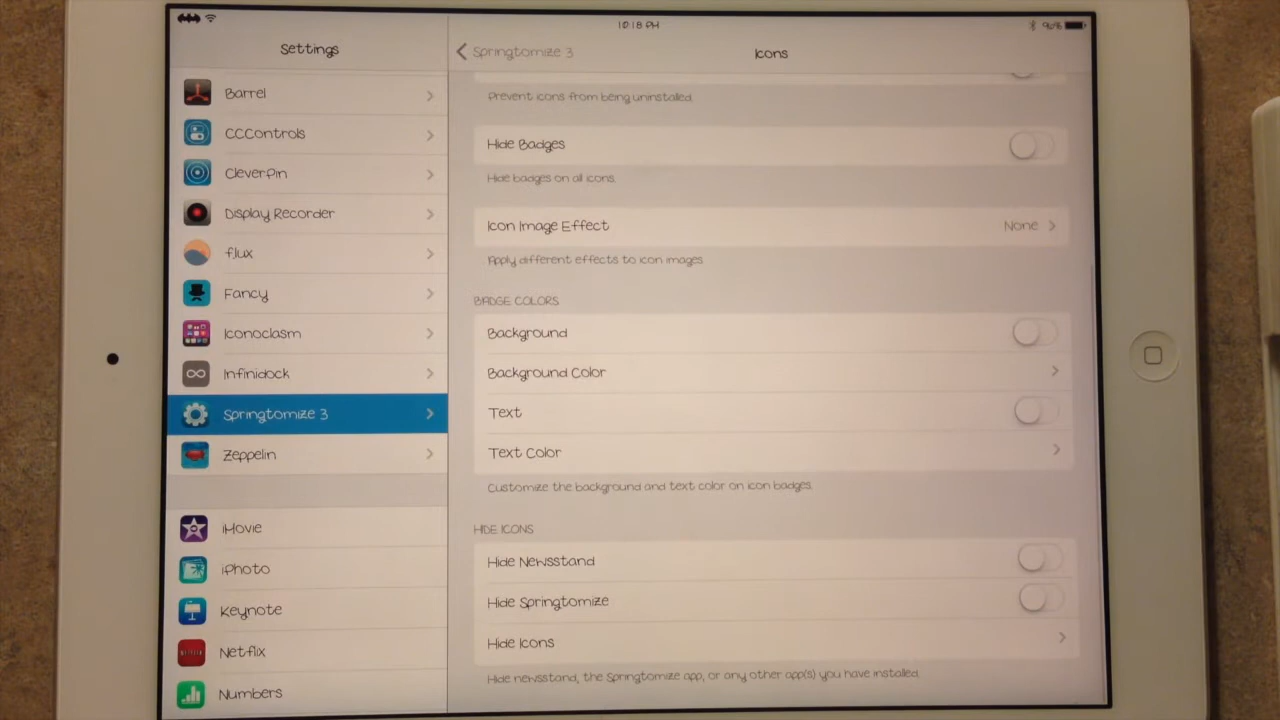 10:18 PM
96%
Settings
Springtomize 3
Icons
Barrel
CCControls
CleverPin
Display Recorder
f.lux
Fancy
Iconoclasm
Infinidock
Springtomize 3
Zeppelin
iMovie
iPhoto
Keynote
Netflix
Numbers
Prevent icons from being uninstalled.
Hide Badges
Hide badges on all icons.
Icon Image Effect
None
Apply different effects to icon images
BADGE COLORS
Background
Background Color
Text
Text Color
Customize the background and text color on icon badges.
HIDE ICONS
Hide Newsstand
Hide Springtomize
Hide Icons
Hide newsstand, the Springtomize app, or any other app(s) you have installed.